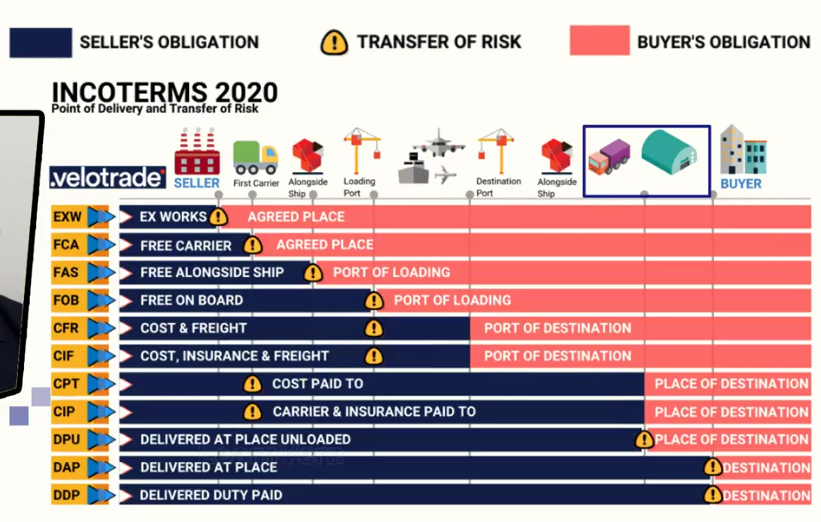 SELLER'S OBLIGATION
TRANSFER OF RISK
BUYER'S OBLIGATION
INCOTERMS 2020
Point of Delivery and Transfer of Risk
.velotrade
SELLER
First Carrier
Alongside
Ship
Loading
Port
Destination
Port
Alongside
Ship
BUYER
EXW EX WORKS AGREED PLACE
FCA FREE CARRIER AGREED PLACE
FAS FREE ALONGSIDE SHIP PORT OF LOADING
FOB FREE ON BOARD PORT OF LOADING
CFR COST & FREIGHT PORT OF DESTINATION
CIF COST, INSURANCE & FREIGHT PORT OF DESTINATION
CPT COST PAID TO PLACE OF DESTINATION
CIP CARRIER & INSURANCE PAID TO PLACE OF DESTINATION
DPU DELIVERED AT PLACE UNLOADED PLACE OF DESTINATION
DAP DELIVERED AT PLACE DESTINATION
DDP DELIVERED DUTY PAID DESTINATION